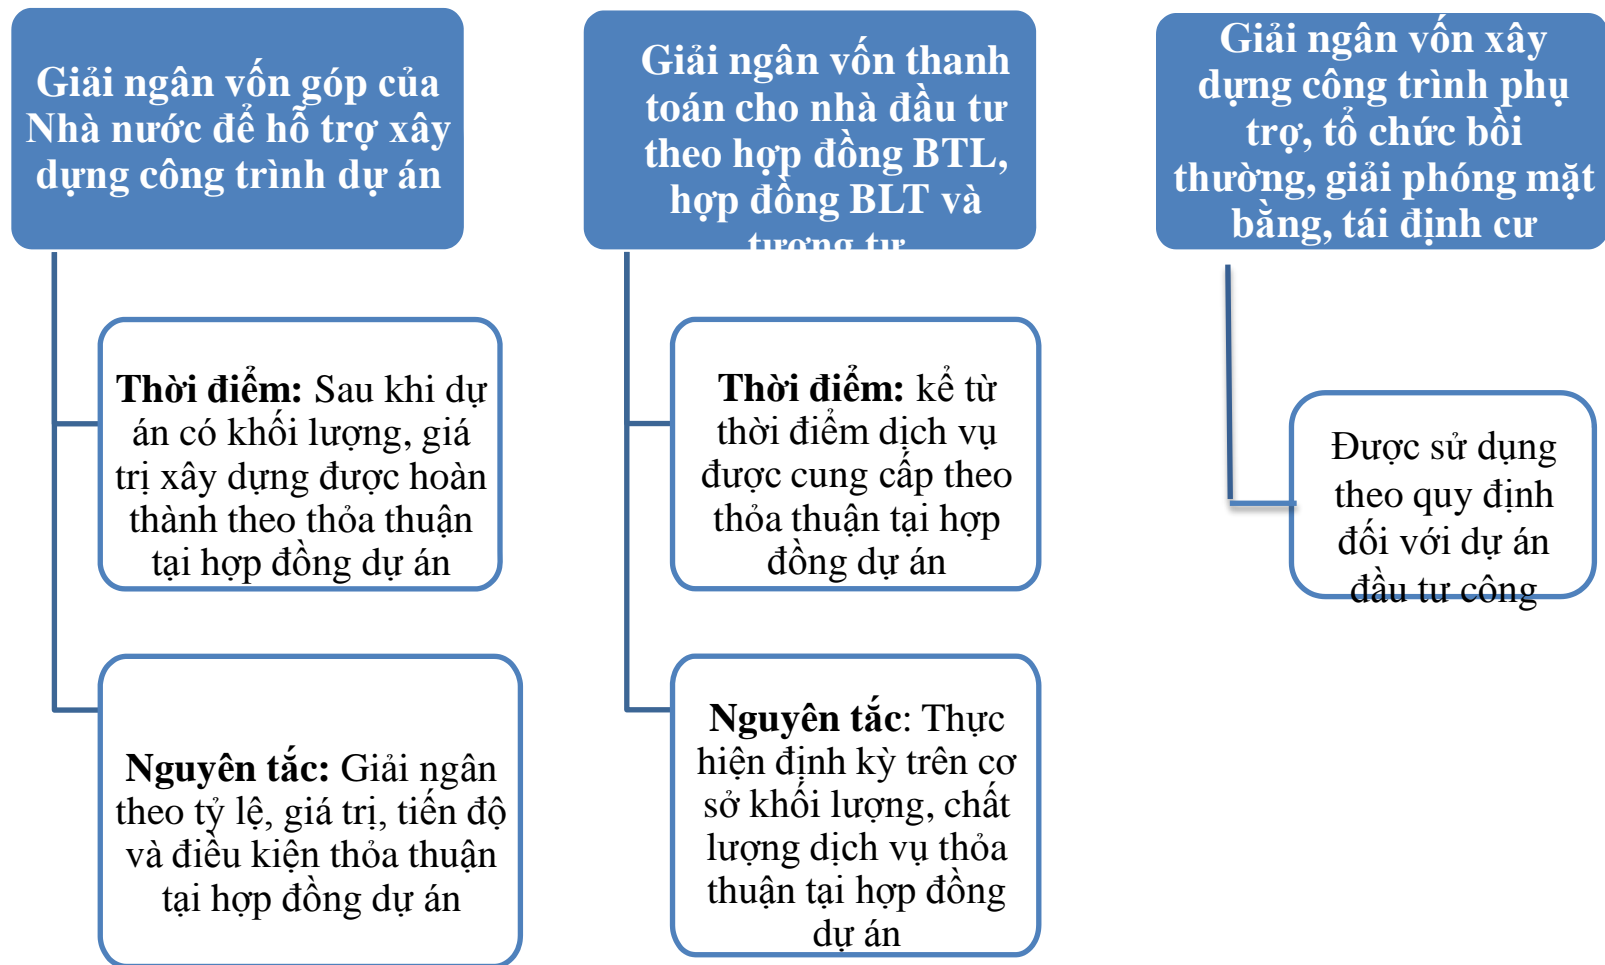 Giải ngân vốn góp của
Nhà nước để hỗ trợ xây
dựng công trình dự án
Thời điểm: Sau khi dự
án có khối lượng, giá
trị xây dựng được hoàn
thành theo thỏa thuận
tại hợp đồng dự án
Nguyên tắc: Giải ngân
theo tỷ lệ, giá trị, tiến độ
và điều kiện thỏa thuận
tại hợp đồng dự án
Giải ngân vốn thanh
toán cho nhà đầu tư
theo hợp đồng BTL,
hợp đồng BLT và
tương tự
Thời điểm: kể từ
thời điểm dịch vụ
được cung cấp theo
thỏa thuận tại hợp
đồng dự án
Nguyên tắc: Thực
hiện định kỳ trên cơ
sở khối lượng, chất
lượng dịch vụ thỏa
thuận tại hợp đồng
dự án
Giải ngân vốn xây
dựng công trình phụ
trợ, tổ chức bồi
thường, giải phóng mặt
bằng, tái định cư
Được sử dụng
theo quy định
đối với dự án
đầu tư công